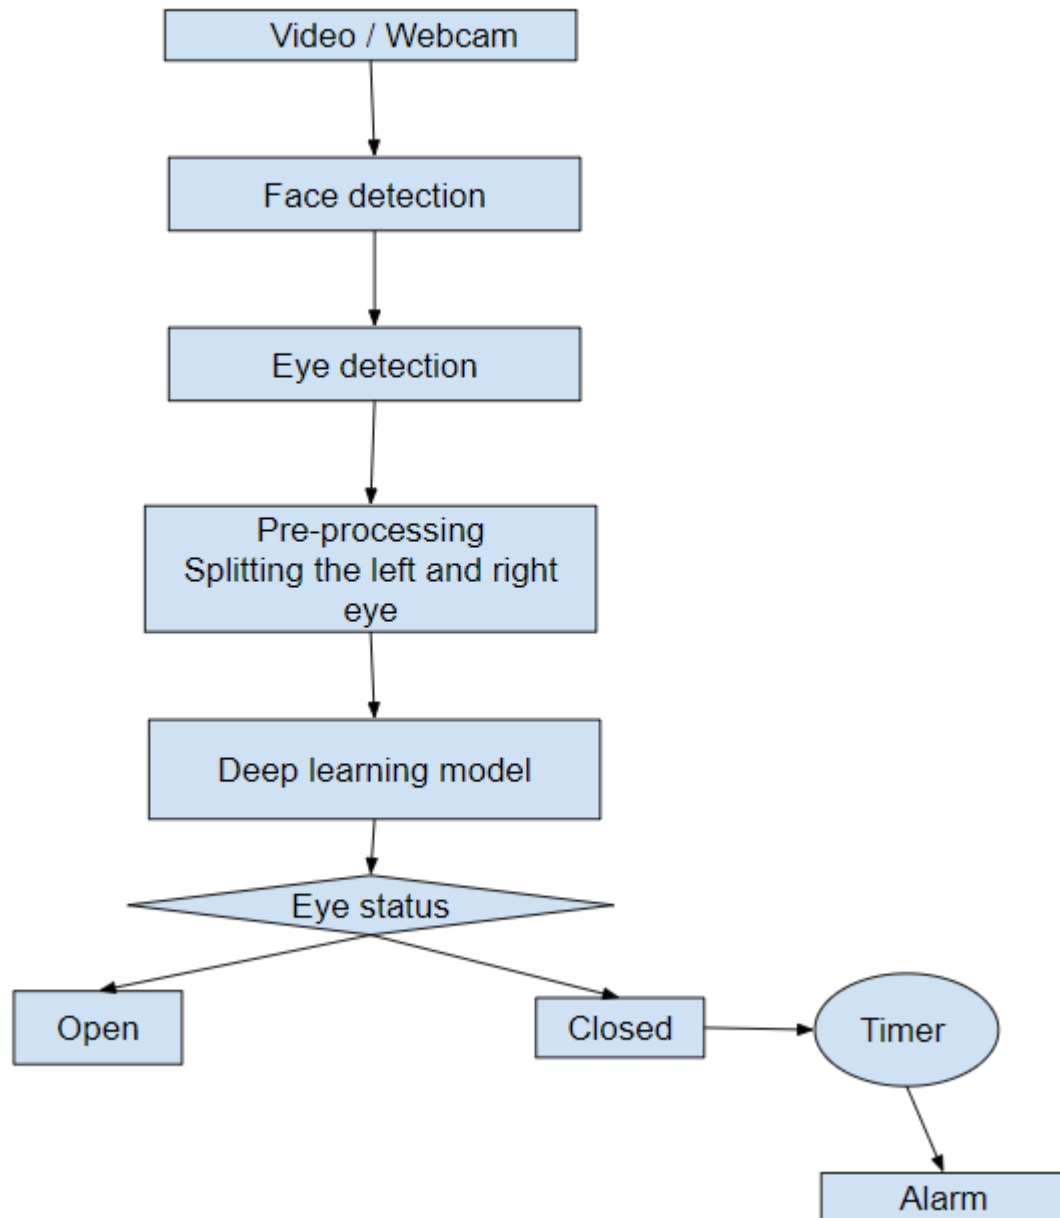 Video / Webcam
Face detection
Eye detection
Pre-processing
Splitting the left and right
eye
Deep learning model
Eye status
Open
Closed
Timer
Alarm